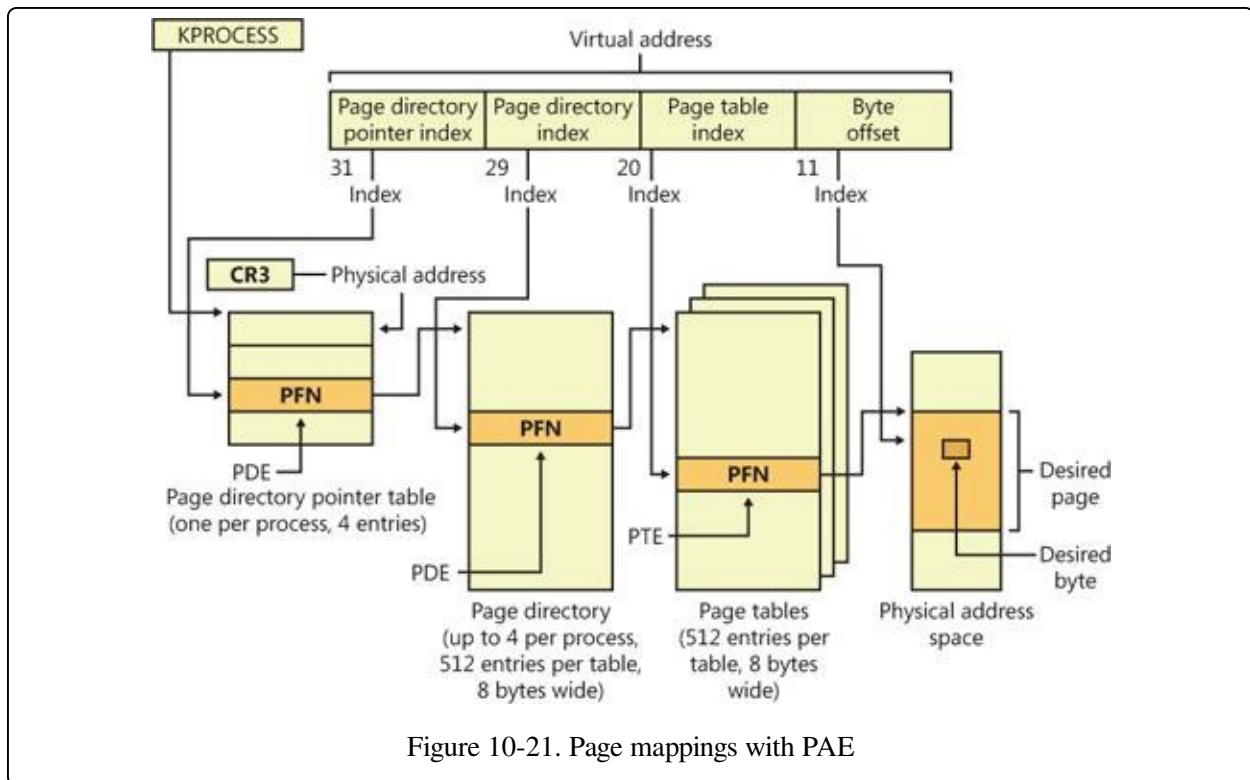 KPROCESS
Virtual address
Page directory
pointer index
Page directory
index
Page table
index
Byte
offset
31
29
20
11
Index
Index
Index
Index
CR3
Physical address
PFN
PFN
PFN
PDE
Page directory pointer table
(one per process, 4 entries)
PDE
Page directory
(up to 4 per process,
512 entries per table,
8 bytes wide)
PTE
Page tables
(512 entries per
table, 8 bytes
wide)
Desired
page
Desired
byte
Physical address
space
Figure 10-21. Page mappings with PAE